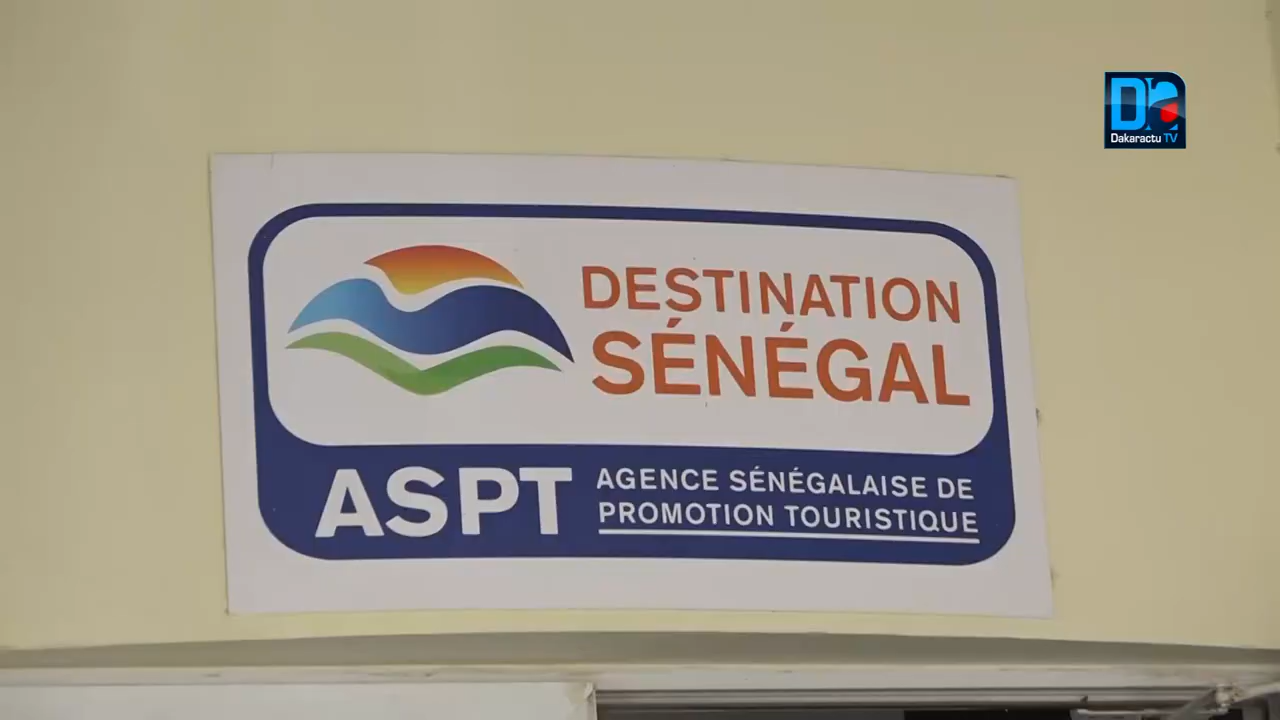 Dakaractu TV
DESTINATION
SÉNÉGAL
ASPT
AGENCE SÉNÉGALAISE DE
PROMOTION TOURISTIQUE